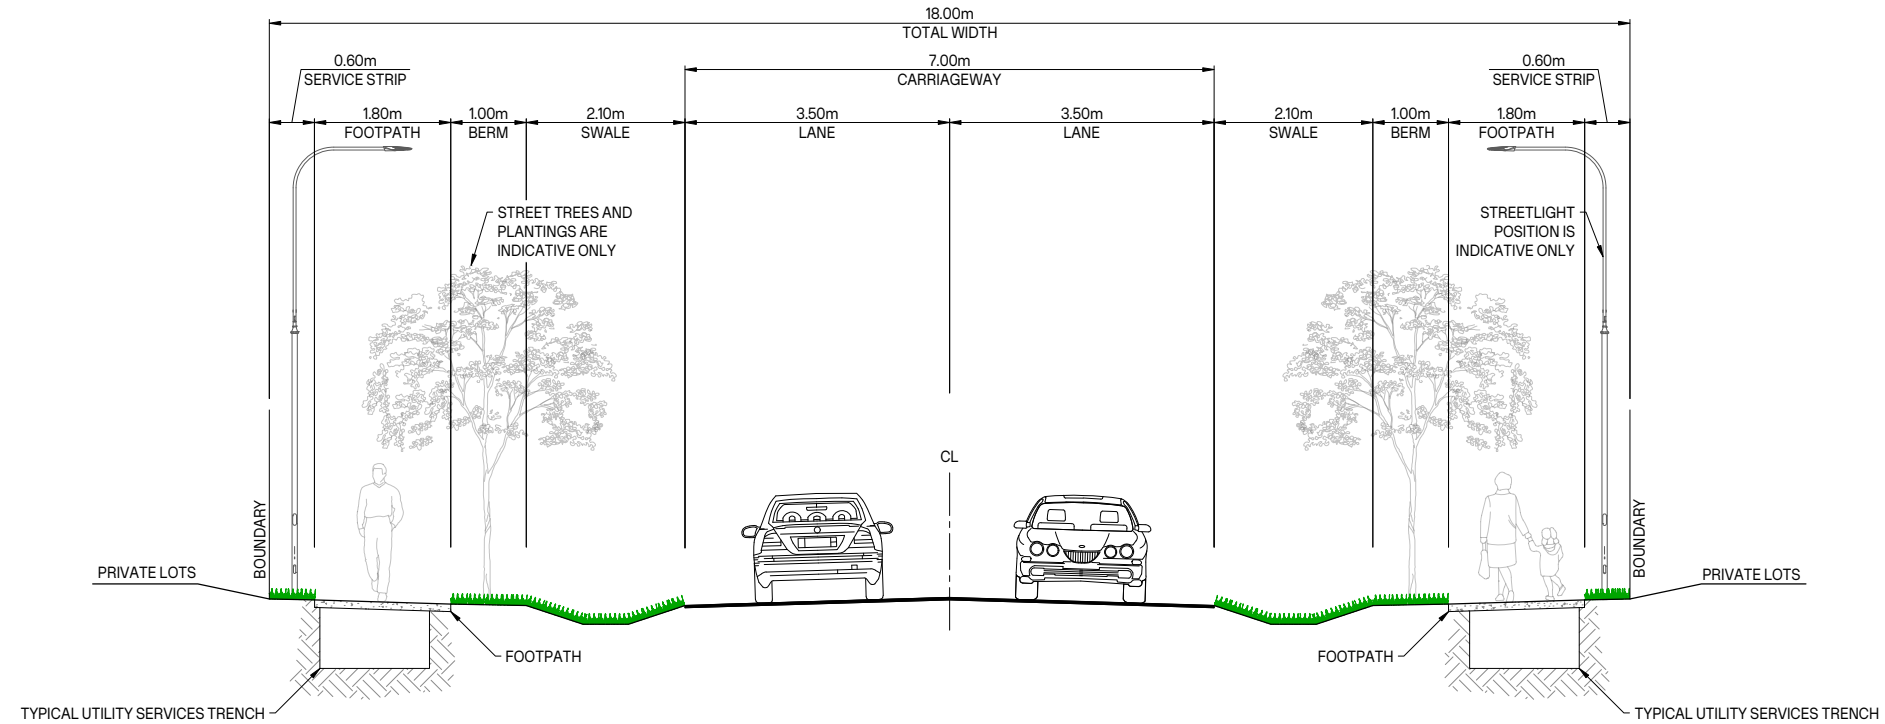 18.00m
TOTAL WIDTH
0.60m
SERVICE STRIP
7.00m
CARRIAGEWAY
0.60m
SERVICE STRIP
1.80m
FOOTPATH
1.00m
BERM
2.10m
SWALE
3.50m
LANE
3.50m
LANE
2.10m
SWALE
1.00m
BERM
1.80m
FOOTPATH
STREET TREES AND
PLANTINGS ARE
INDICATIVE ONLY
STREETLIGHT
POSITION IS
INDICATIVE ONLY
CL
BOUNDARY
BOUNDARY
PRIVATE LOTS
PRIVATE LOTS
FOOTPATH
FOOTPATH
TYPICAL UTILITY SERVICES TRENCH
TYPICAL UTILITY SERVICES TRENCH